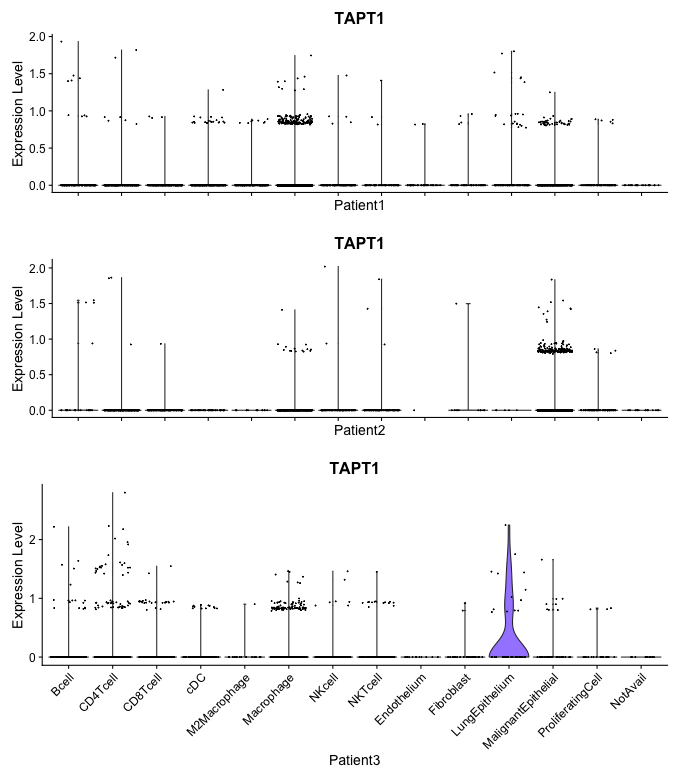 TAPT1
Expression Level
2.0
1.5
1.0
0.5
0.0
Patient1
TAPT1
Expression Level
2.0
1.5
1.0
0.5
0.0
Patient2
TAPT1
Expression Level
2
1
0
Bcell
CD4Tcell
CD8Tcell
cDC
M2Macrophage
Macrophage
NKcell
NKTcell
Endothelium
Fibroblast
LungEpithelium
MalignantEpithelial
ProliferatingCell
NotAvail
Patient3